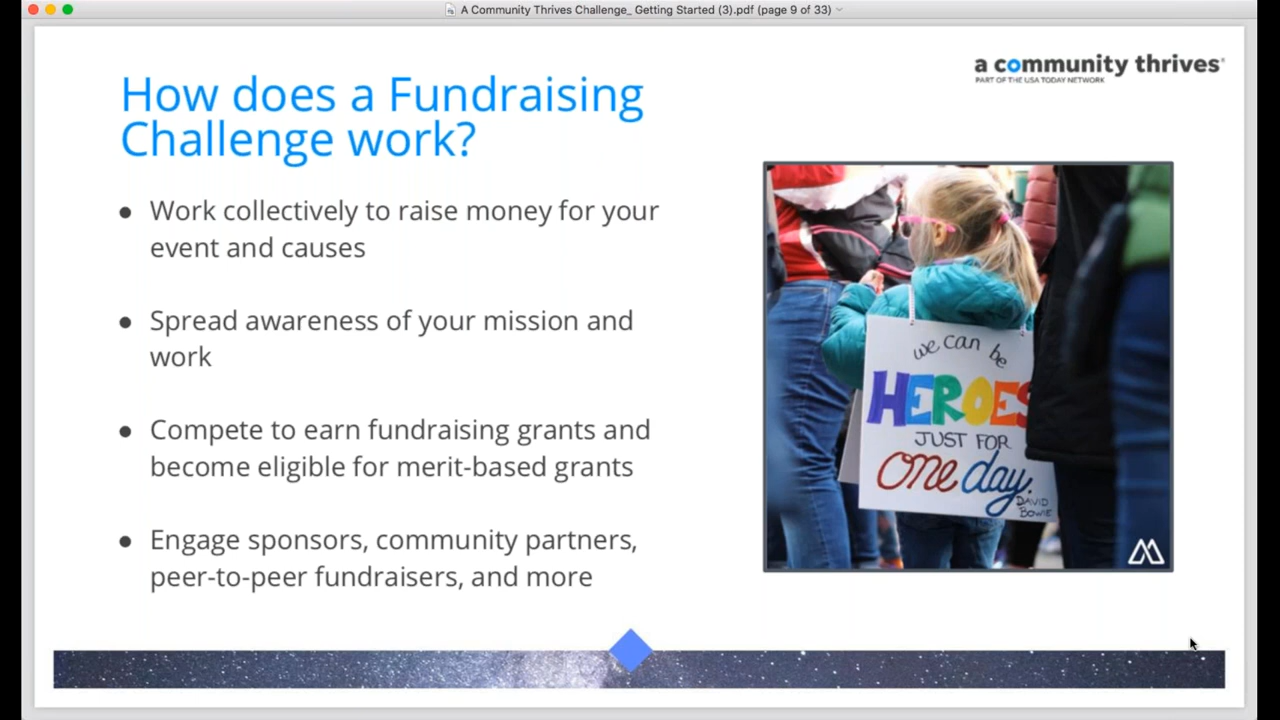 A Community Thrives Challenge_ Getting Started (3).pdf (page 9 of 33)
a community thrives
PART OF THE USA TODAY NETWORK
How does a Fundraising
Challenge work?
● Work collectively to raise money for your
event and causes
● Spread awareness of your mission and
work
● Compete to earn fundraising grants and
become eligible for merit-based grants
● Engage sponsors, community partners,
peer-to-peer fundraisers, and more
we can be
HEROES
JUST FOR
one day.
DAVID
BOWIE